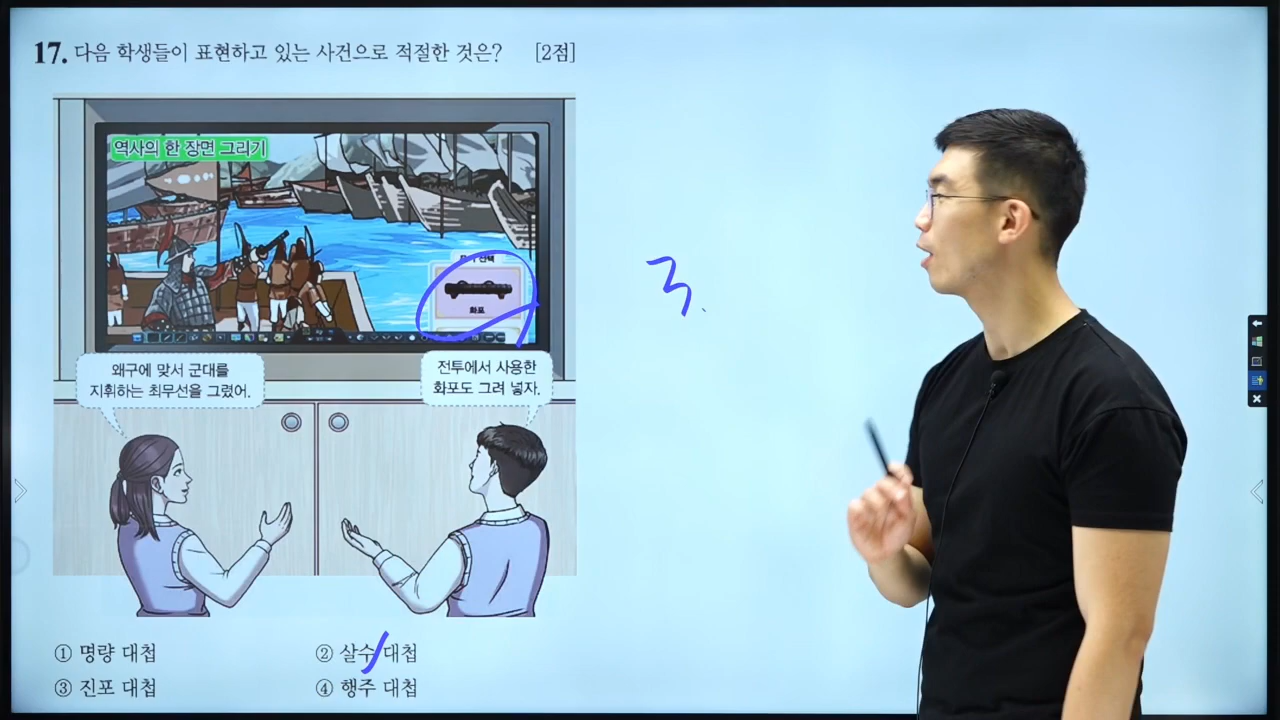 17. 다음 학생들이 표현하고 있는 사건으로 적절한 것은? [2점]
역사의 한 장면 그리기
선택
화포
왜구에 맞서 군대를
지휘하는 최무선을 그렸어.
전투에서 사용한
화포도 그려 넣자.
3.
① 명량 대첩
② 살수 대첩
③ 진포 대첩
④ 행주 대첩